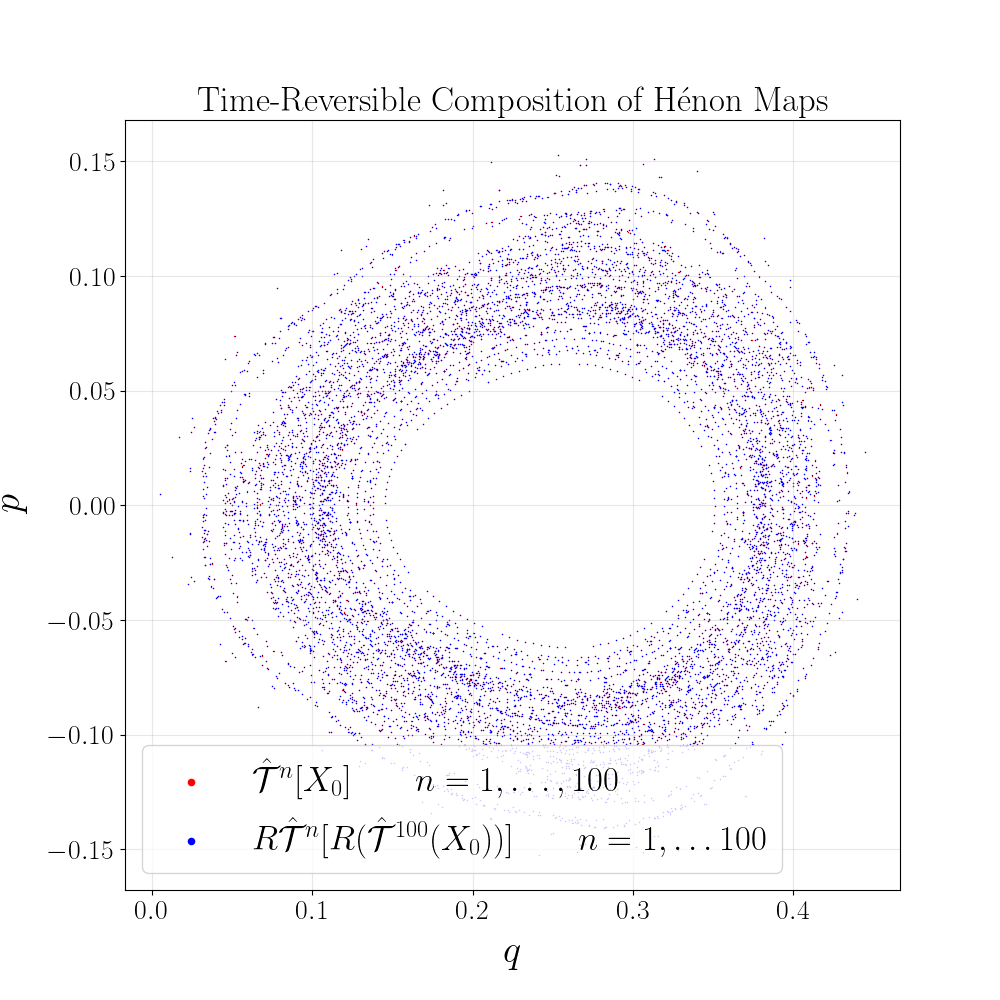 Time-Reversible Composition of Hénon Maps
0.15
0.10
0.05
0.00
−0.05
−0.10
−0.15
p
𝒯̂ⁿ[X₀] n = 1, . . . , 100
R𝒯̂ⁿ[R(𝒯̂¹⁰⁰(X₀))] n = 1, . . . 100
0.0 0.1 0.2 0.3 0.4
q